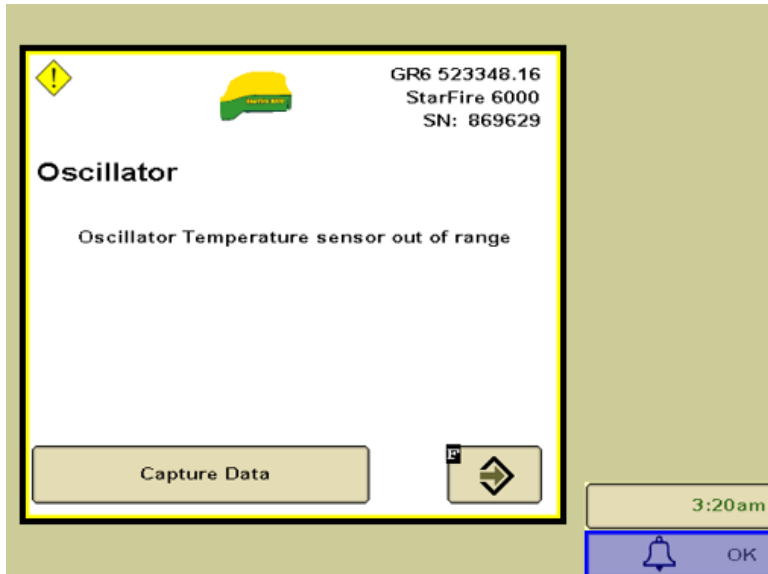 GR6 523348.16
StarFire 6000
SN: 869629
Oscillator
Oscillator Temperature sensor out of range
Capture Data
F
3:20am
OK